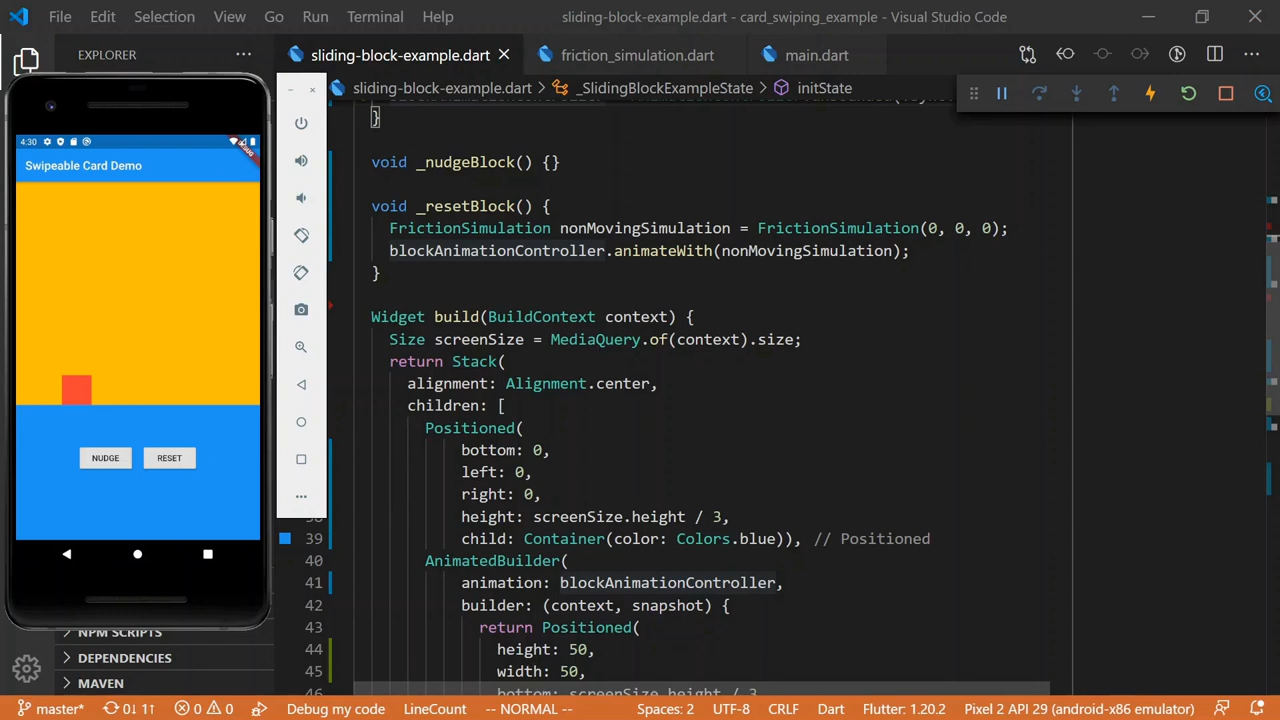 File Edit Selection View Go Run Terminal Help sliding-block-example.dart - card_swiping_example - Visual Studio Code
EXPLORER
sliding-block-example.dart friction_simulation.dart main.dart
sliding-block-example.dart > _SlidingBlockExampleState > initState
}
void _nudgeBlock() {}
void _resetBlock() {
FrictionSimulation nonMovingSimulation = FrictionSimulation(0, 0, 0);
blockAnimationController.animateWith(nonMovingSimulation);
}
Widget build(BuildContext context) {
Size screenSize = MediaQuery.of(context).size;
return Stack(
alignment: Alignment.center,
children: [
Positioned(
bottom: 0,
left: 0,
right: 0,
38 height: screenSize.height / 3,
39 child: Container(color: Colors.blue)), // Positioned
40 AnimatedBuilder(
41 animation: blockAnimationController,
42 builder: (context, snapshot) {
43 return Positioned(
44 height: 50,
45 width: 50,
46 bottom: screenSize.height / 3,
4:30
DEBUG
Swipeable Card Demo
NUDGE RESET
NPM SCRIPTS
DEPENDENCIES
MAVEN
master* 0↓ 1↑ 0 0 Debug my code LineCount -- NORMAL -- Spaces: 2 UTF-8 CRLF Dart Flutter: 1.20.2 Pixel 2 API 29 (android-x86 emulator)